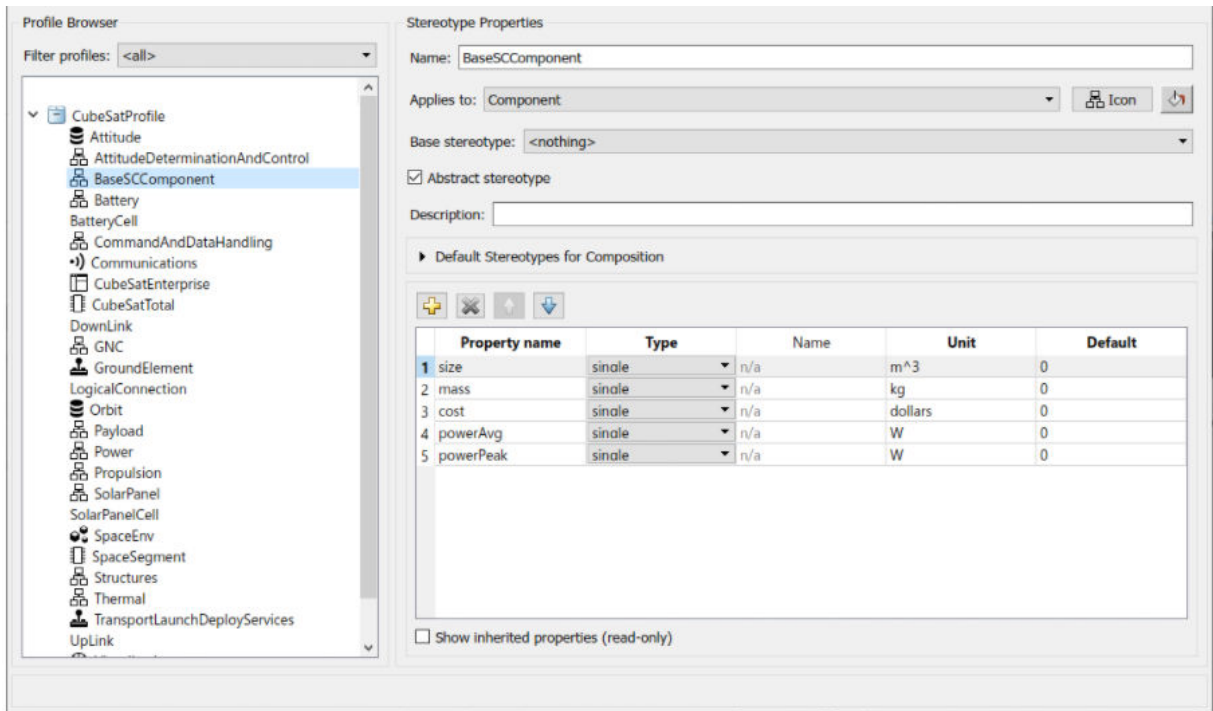 Profile Browser
Filter profiles: <all>
CubeSatProfile
Attitude
AttitudeDeterminationAndControl
BaseSCComponent
Battery
BatteryCell
CommandAndDataHandling
Communications
CubeSatEnterprise
CubeSatTotal
DownLink
GNC
GroundElement
LogicalConnection
Orbit
Payload
Power
Propulsion
SolarPanel
SolarPanelCell
SpaceEnv
SpaceSegment
Structures
Thermal
TransportLaunchDeployServices
UpLink
Stereotype Properties
Name: BaseSCComponent
Applies to: Component Icon
Base stereotype: <nothing>
Abstract stereotype
Description:
Default Stereotypes for Composition
Property name Type Name Unit Default
1 size single n/a m^3 0
2 mass single n/a kg 0
3 cost single n/a dollars 0
4 powerAvg single n/a W 0
5 powerPeak single n/a W 0
Show inherited properties (read-only)